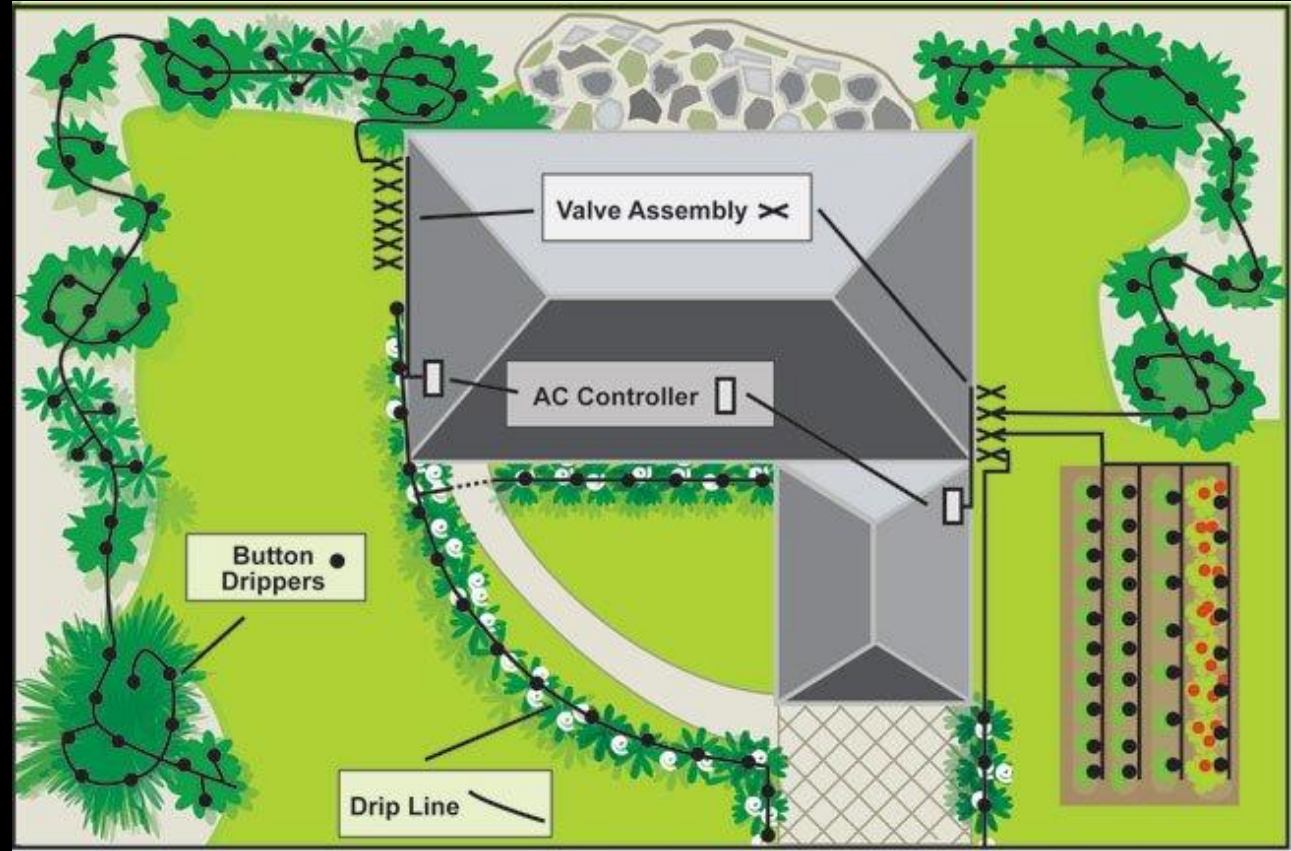 Valve Assembly
AC Controller
Button
Drippers
Drip Line